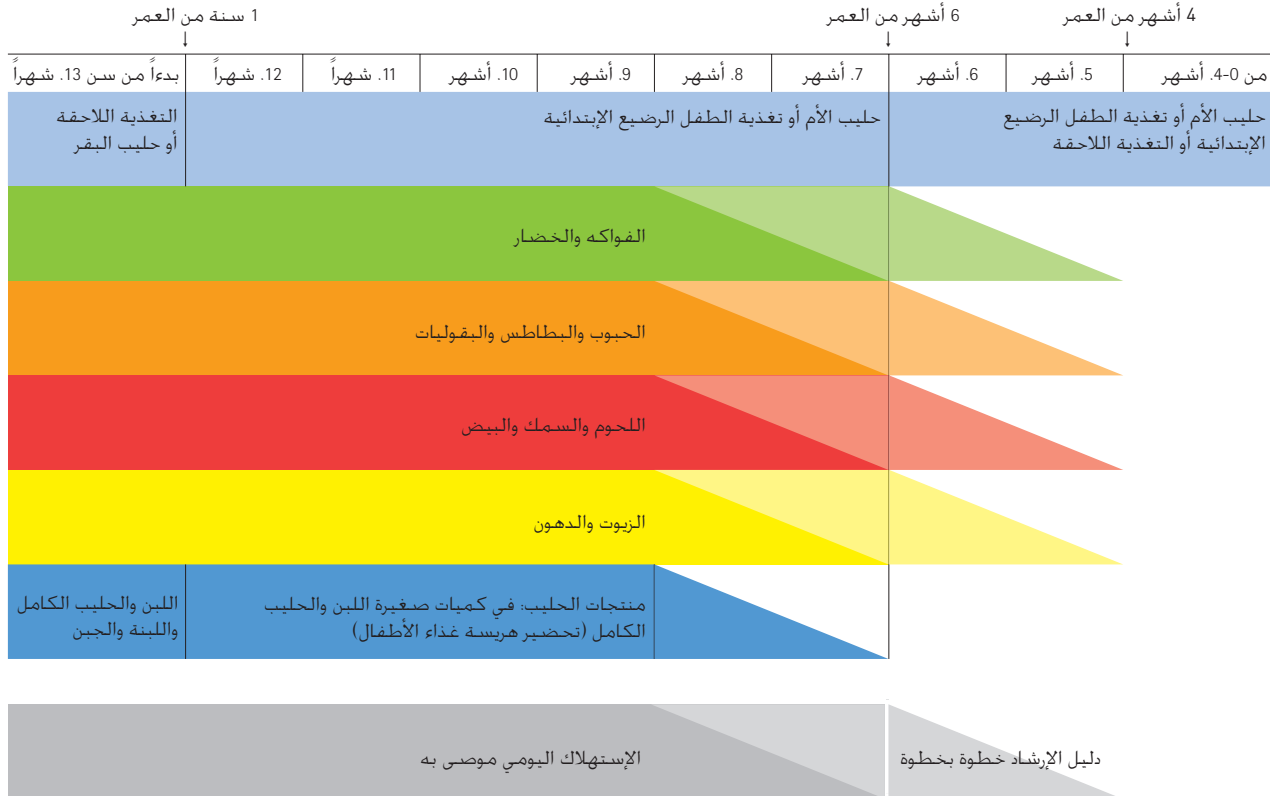 4 أشهر من العمر
6 أشهر من العمر
1 سنة من العمر
من 0-4. أشهر
5. أشهر
6. أشهر
7. أشهر
8. أشهر
9. أشهر
10. أشهر
11. شهراً
12. شهراً
بدءاً من سن 13. شهراً
حليب الأم أو تغذية الطفل الرضيع
الإبتدائية أو التغذية اللاحقة
حليب الأم أو تغذية الطفل الرضيع الإبتدائية
التغذية اللاحقة
أو حليب البقر
الفواكه والخضار
الحبوب والبطاطس والبقوليات
اللحوم والسمك والبيض
الزيوت والدهون
منتجات الحليب: في كميات صغيرة اللبن والحليب
الكامل (تحضير هريسة غذاء الأطفال)
اللبن والحليب الكامل
واللبنة والجبن
دليل الإرشاد خطوة بخطوة
الإستهلاك اليومي موصى به